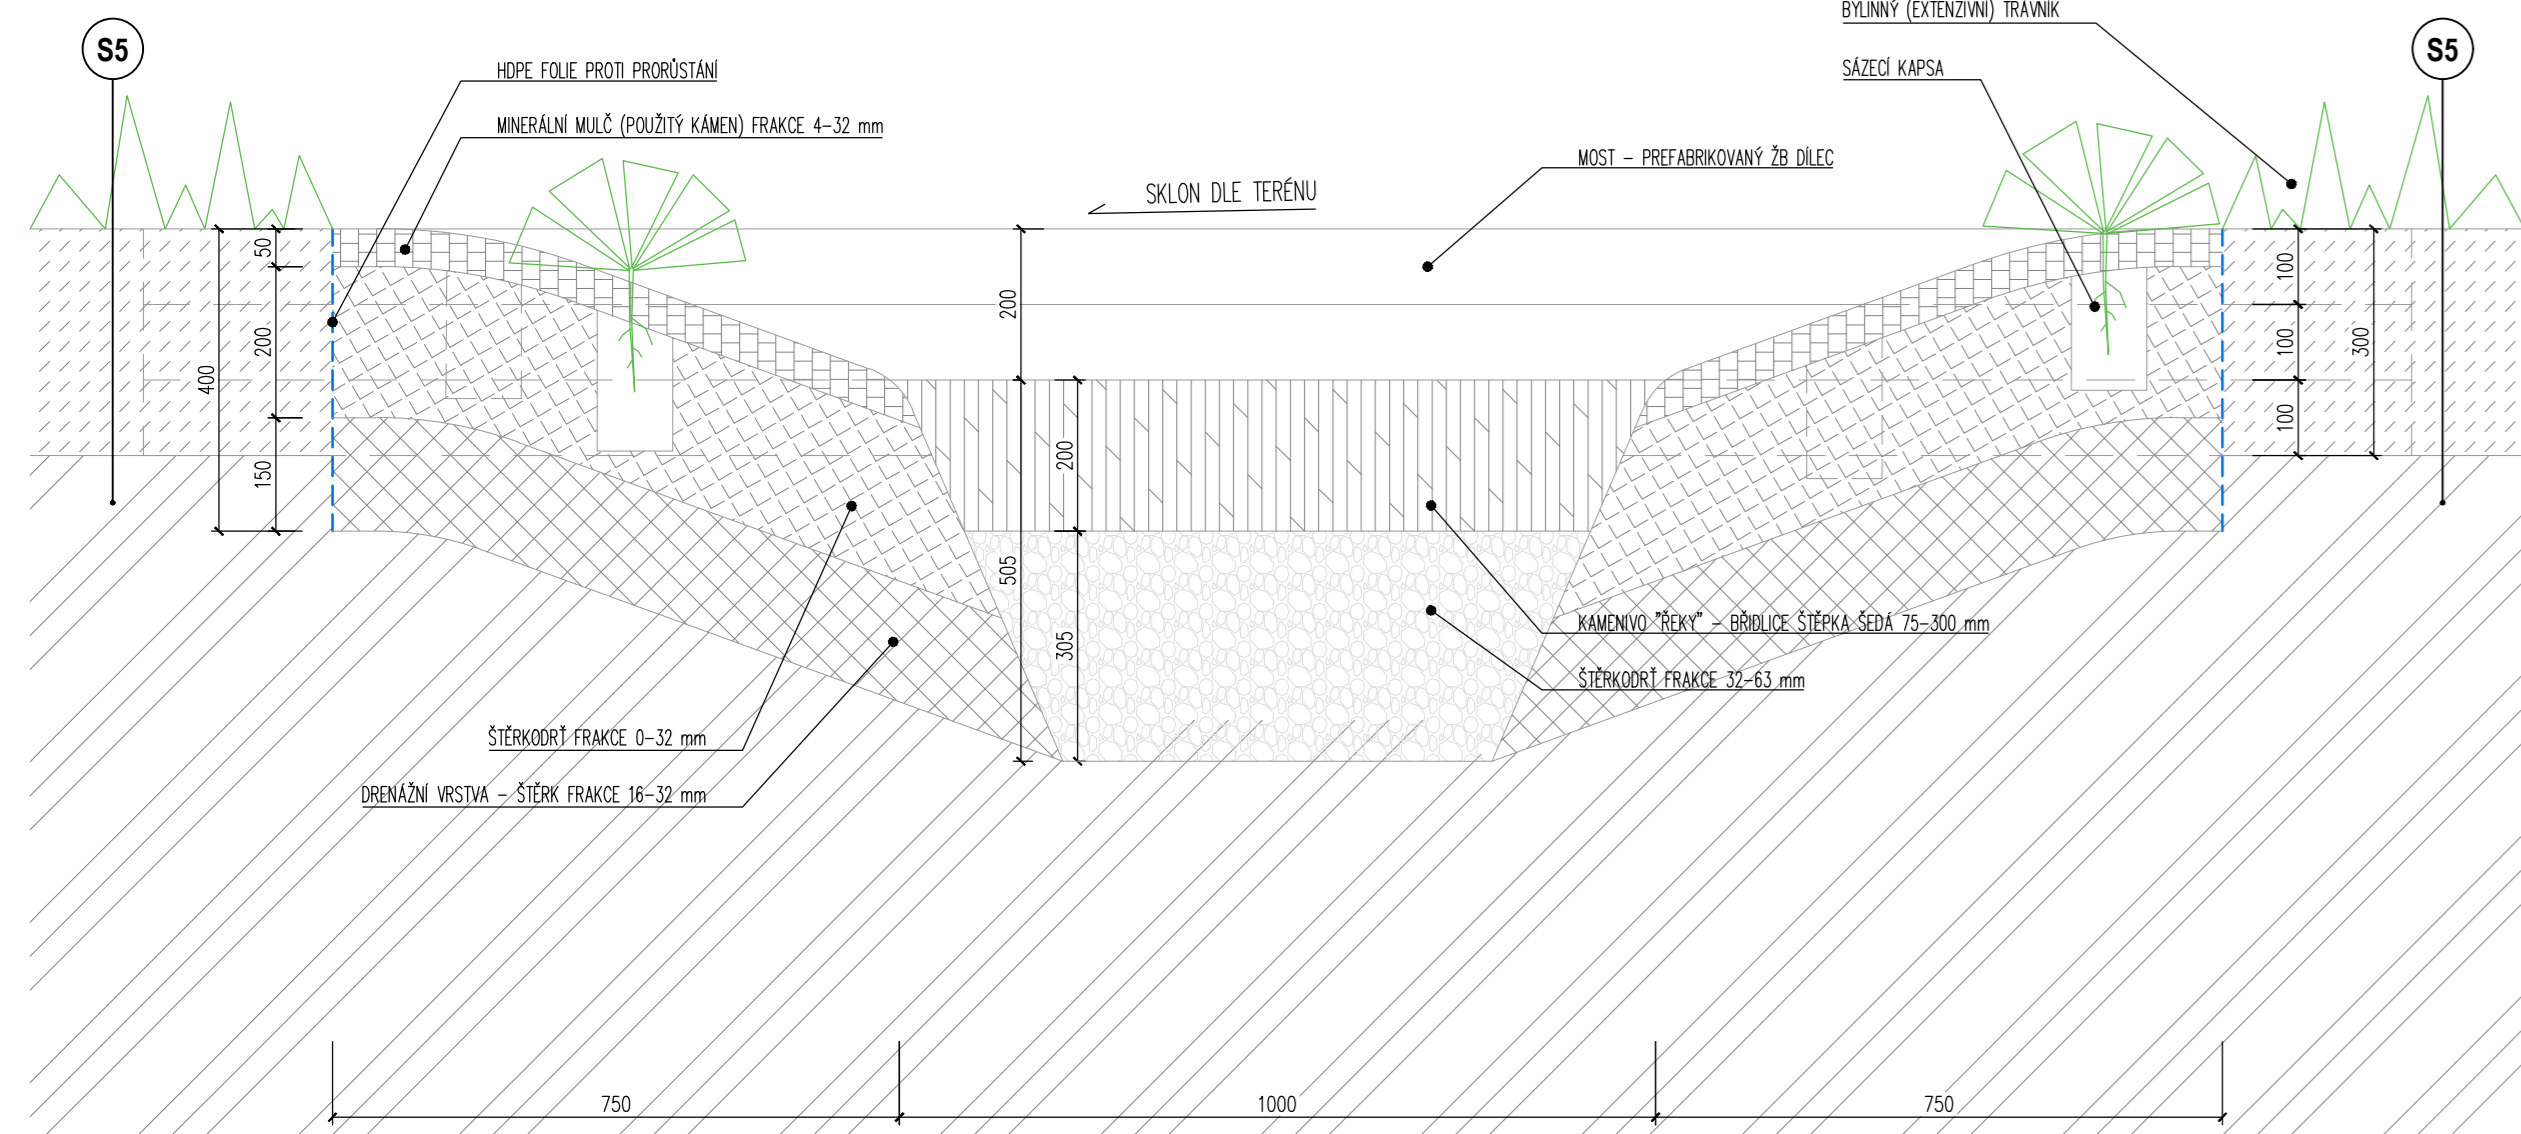 BYLINNÝ (EXTENZIVNÍ) TRÁVNÍK
S5
S5
HDPE FOLIE PROTI PRORŮSTÁNÍ
SÁZECÍ KAPSA
MINERÁLNÍ MULČ (POUŽITÝ KÁMEN) FRAKCE 4-32 mm
MOST - PREFABRIKOVANÝ ŽB DÍLEC
SKLON DLE TERÉNU
50
200
400
150
200
200
505
305
100
100
100
300
KAMENIVO "ŘEKY" - BŘIDLICE ŠTĚPKA ŠEDÁ 75-300 mm
ŠTĚRKODRŤ FRAKCE 32-63 mm
ŠTĚRKODRŤ FRAKCE 0-32 mm
DRENÁŽNÍ VRSTVA - ŠTĚRK FRAKCE 16-32 mm
750
1000
750